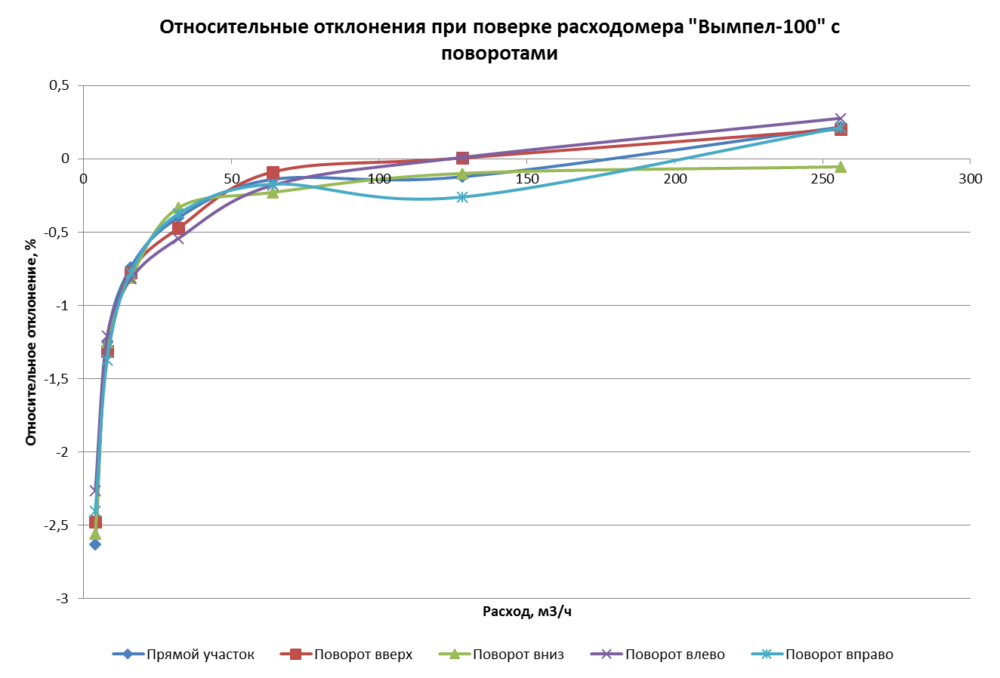 Относительные отклонения при поверке расходомера "Вымпел-100" с
поворотами
0,5
0
-0,5
-1
-1,5
-2
-2,5
-3
0 50 100 150 200 250 300
Относительное отклонение, %
Расход, м3/ч
Прямой участок Поворот вверх Поворот вниз Поворот влево Поворот вправо